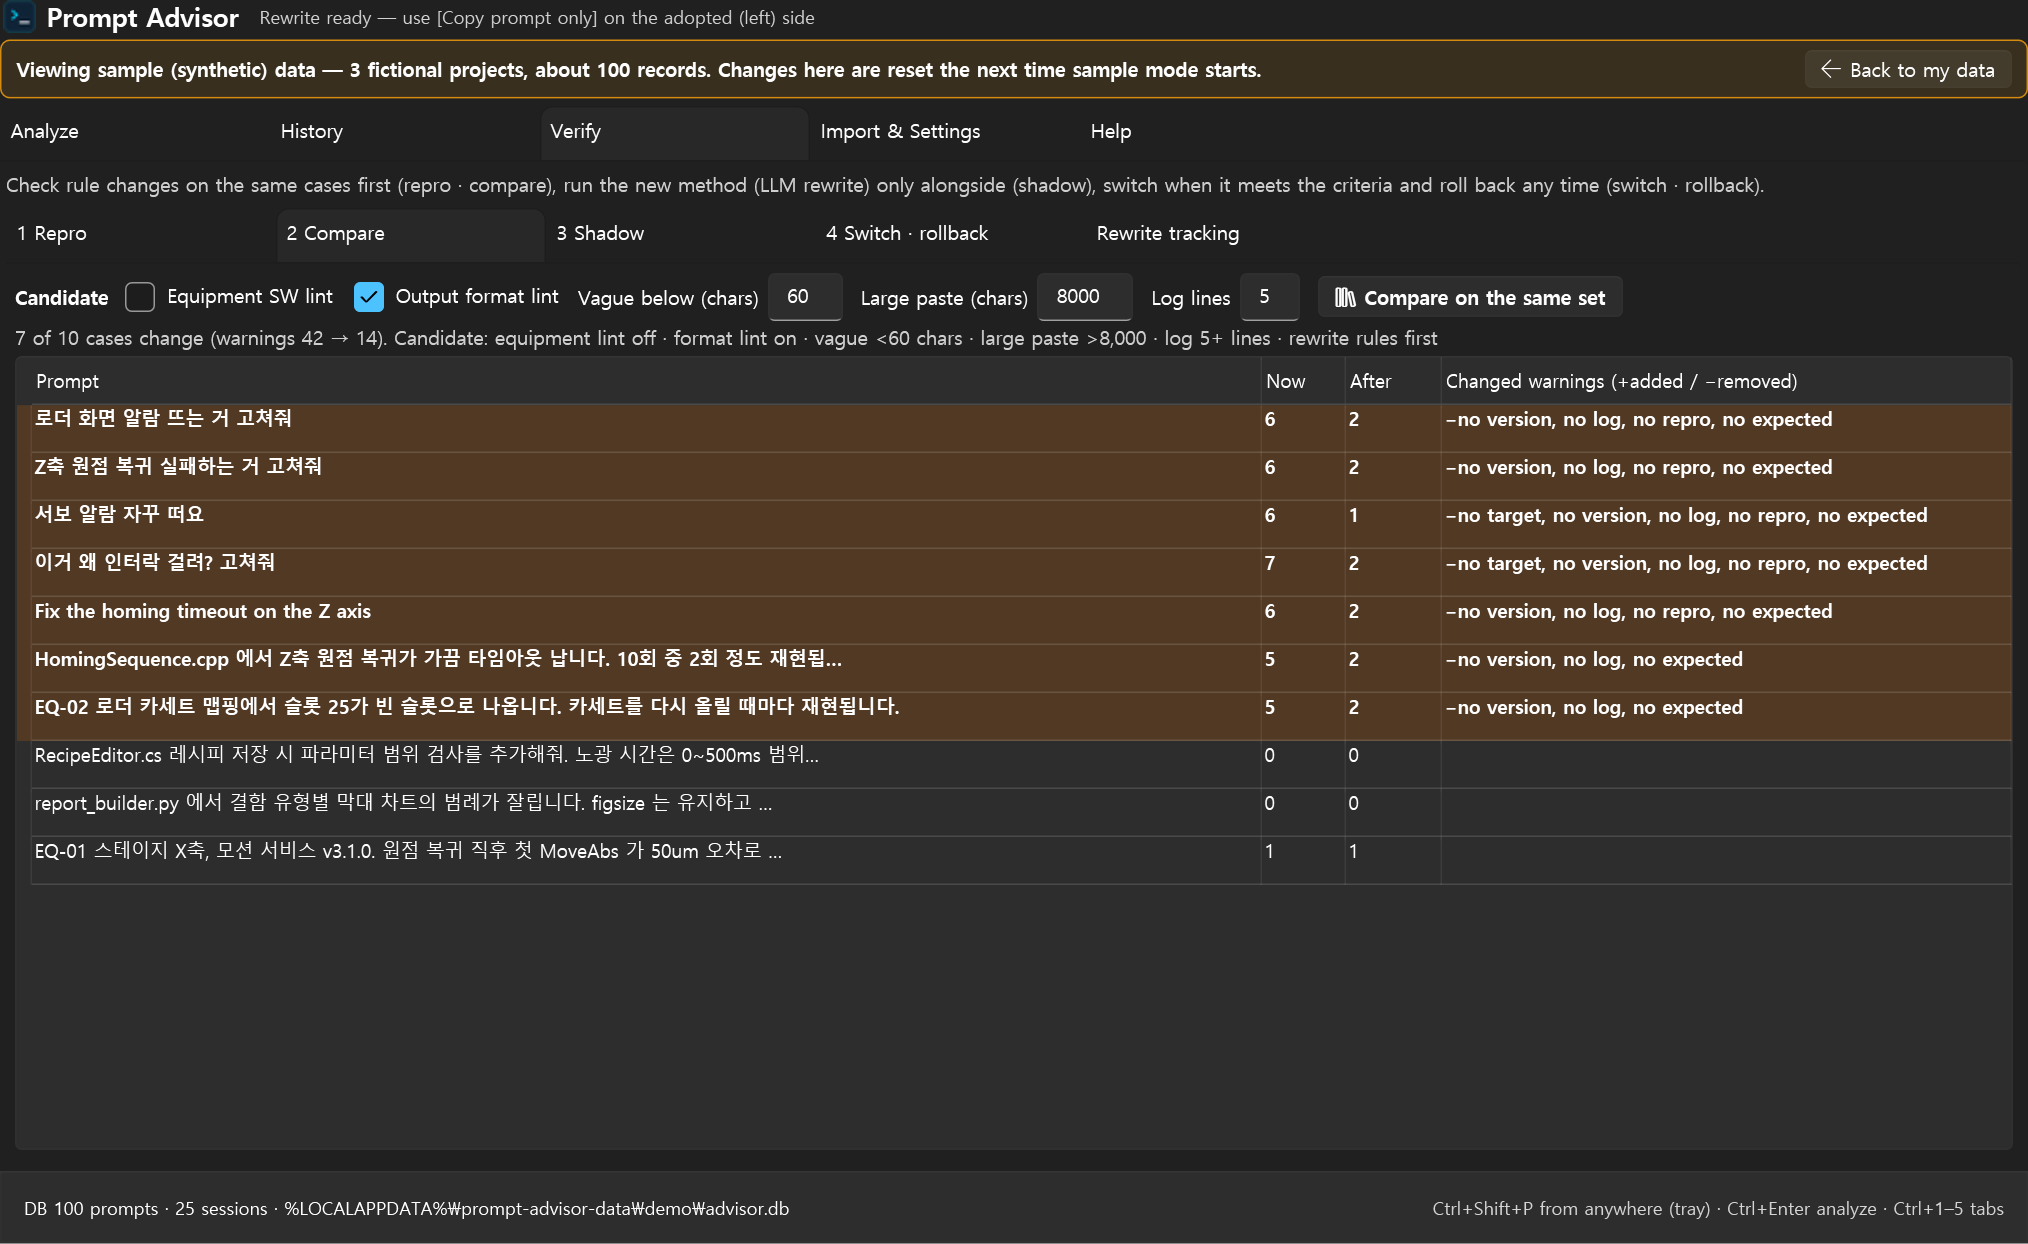 Prompt Advisor Rewrite ready — use [Copy prompt only] on the adopted (left) side
Viewing sample (synthetic) data — 3 fictional projects, about 100 records. Changes here are reset the next time sample mode starts. ← Back to my data
Analyze History Verify Import & Settings Help
Check rule changes on the same cases first (repro · compare), run the new method (LLM rewrite) only alongside (shadow), switch when it meets the criteria and roll back any time (switch · rollback).
1 Repro 2 Compare 3 Shadow 4 Switch · rollback Rewrite tracking
Candidate Equipment SW lint Output format lint Vague below (chars) 60 Large paste (chars) 8000 Log lines 5 Compare on the same set
7 of 10 cases change (warnings 42 → 14). Candidate: equipment lint off · format lint on · vague <60 chars · large paste >8,000 · log 5+ lines · rewrite rules first
Prompt Now After Changed warnings (+added / −removed)
로더 화면 알람 뜨는 거 고쳐줘 6 2 −no version, no log, no repro, no expected
Z축 원점 복귀 실패하는 거 고쳐줘 6 2 −no version, no log, no repro, no expected
서보 알람 자꾸 떠요 6 1 −no target, no version, no log, no repro, no expected
이거 왜 인터락 걸려? 고쳐줘 7 2 −no target, no version, no log, no repro, no expected
Fix the homing timeout on the Z axis 6 2 −no version, no log, no repro, no expected
HomingSequence.cpp 에서 Z축 원점 복귀가 가끔 타임아웃 납니다. 10회 중 2회 정도 재현됩... 5 2 −no version, no log, no expected
EQ-02 로더 카세트 맵핑에서 슬롯 25가 빈 슬롯으로 나옵니다. 카세트를 다시 올릴 때마다 재현됩니다. 5 2 −no version, no log, no expected
RecipeEditor.cs 레시피 저장 시 파라미터 범위 검사를 추가해줘. 노광 시간은 0~500ms 범위... 0 0
report_builder.py 에서 결함 유형별 막대 차트의 범례가 잘립니다. figsize 는 유지하고 ... 0 0
EQ-01 스테이지 X축, 모션 서비스 v3.1.0. 원점 복귀 직후 첫 MoveAbs 가 50um 오차로 ... 1 1
DB 100 prompts · 25 sessions · %LOCALAPPDATA%₩prompt-advisor-data₩demo₩advisor.db Ctrl+Shift+P from anywhere (tray) · Ctrl+Enter analyze · Ctrl+1–5 tabs